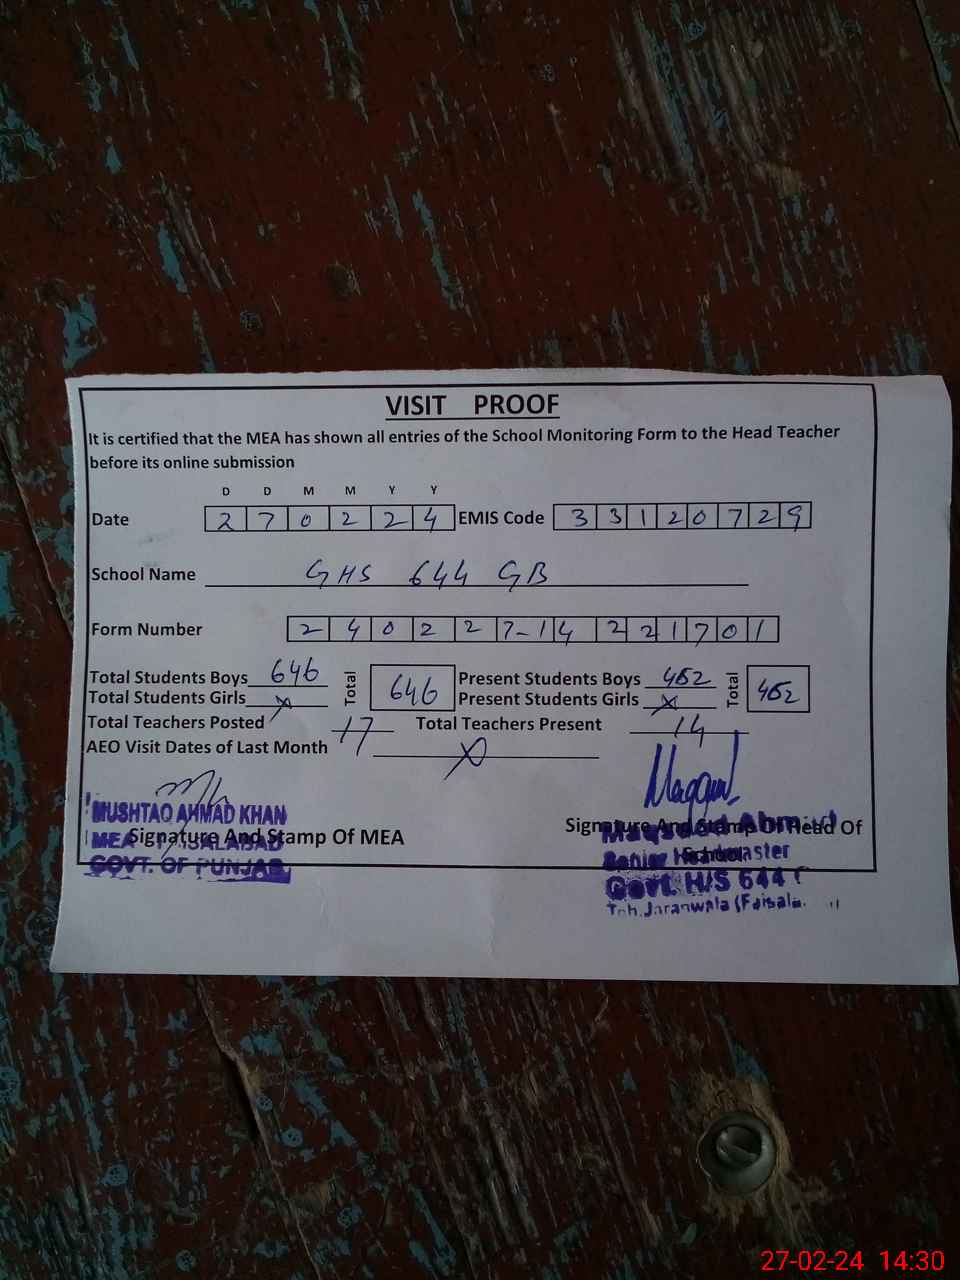 VISIT PROOF
It is certified that the MEA has shown all entries of the School Monitoring Form to the Head Teacher
before its online submission
D D M M Y Y
Date 2 7 0 2 2 4 EMIS Code 3 3 1 2 0 7 2 9
School Name GHS 644 GB
Form Number 2 4 0 2 2 7-14 2 2 1 7 0 1
Total Students Boys 646 Total 646 Present Students Boys 452 Total 452
Total Students Girls x Present Students Girls x
Total Teachers Posted 17 Total Teachers Present 14
AEO Visit Dates of Last Month x
MUSHTAQ AHMAD KHAN
MEA FAISALABAD
GOVT. OF PUNJAB
Signature And Stamp Of MEA
Signature And Stamp Of Head Of
School
Maqsood Ahmad
Senior Headmaster
Govt. H/S 644
Teh. Jaranwala (Faisala
27-02-24 14:30